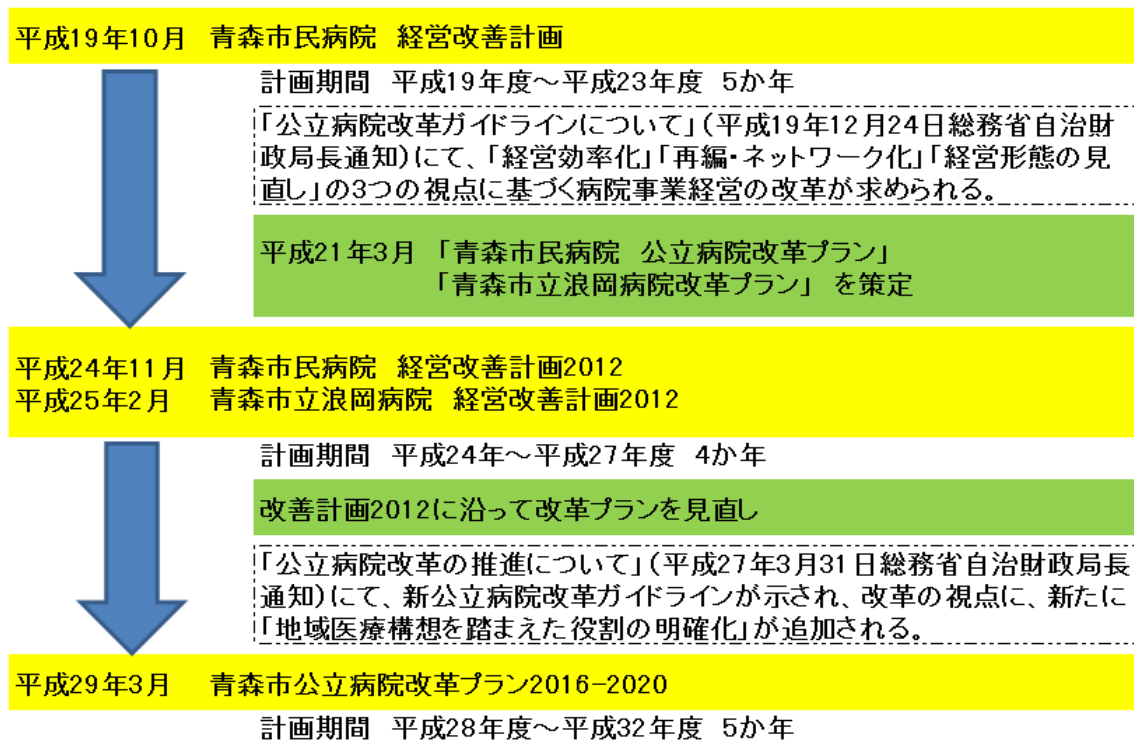 平成19年10月　青森市民病院　経営改善計画
計画期間　平成19年度～平成23年度　5か年
「公立病院改革ガイドラインについて」（平成19年12月24日総務省自治財
政局長通知）にて、「経営効率化」「再編・ネットワーク化」「経営形態の見
直し」の3つの視点に基づく病院事業経営の改革が求められる。
平成21年3月　「青森市民病院　公立病院改革プラン」
「青森市立浪岡病院改革プラン」　を策定
平成24年11月　青森市民病院　経営改善計画2012
平成25年2月　青森市立浪岡病院　経営改善計画2012
計画期間　平成24年～平成27年度　4か年
改善計画2012に沿って改革プランを見直し
「公立病院改革の推進について」（平成27年3月31日総務省自治財政局長
通知）にて、新公立病院改革ガイドラインが示され、改革の視点に、新たに
「地域医療構想を踏まえた役割の明確化」が追加される。
平成29年3月　青森市公立病院改革プラン2016-2020
計画期間　平成28年度～平成32年度　5か年